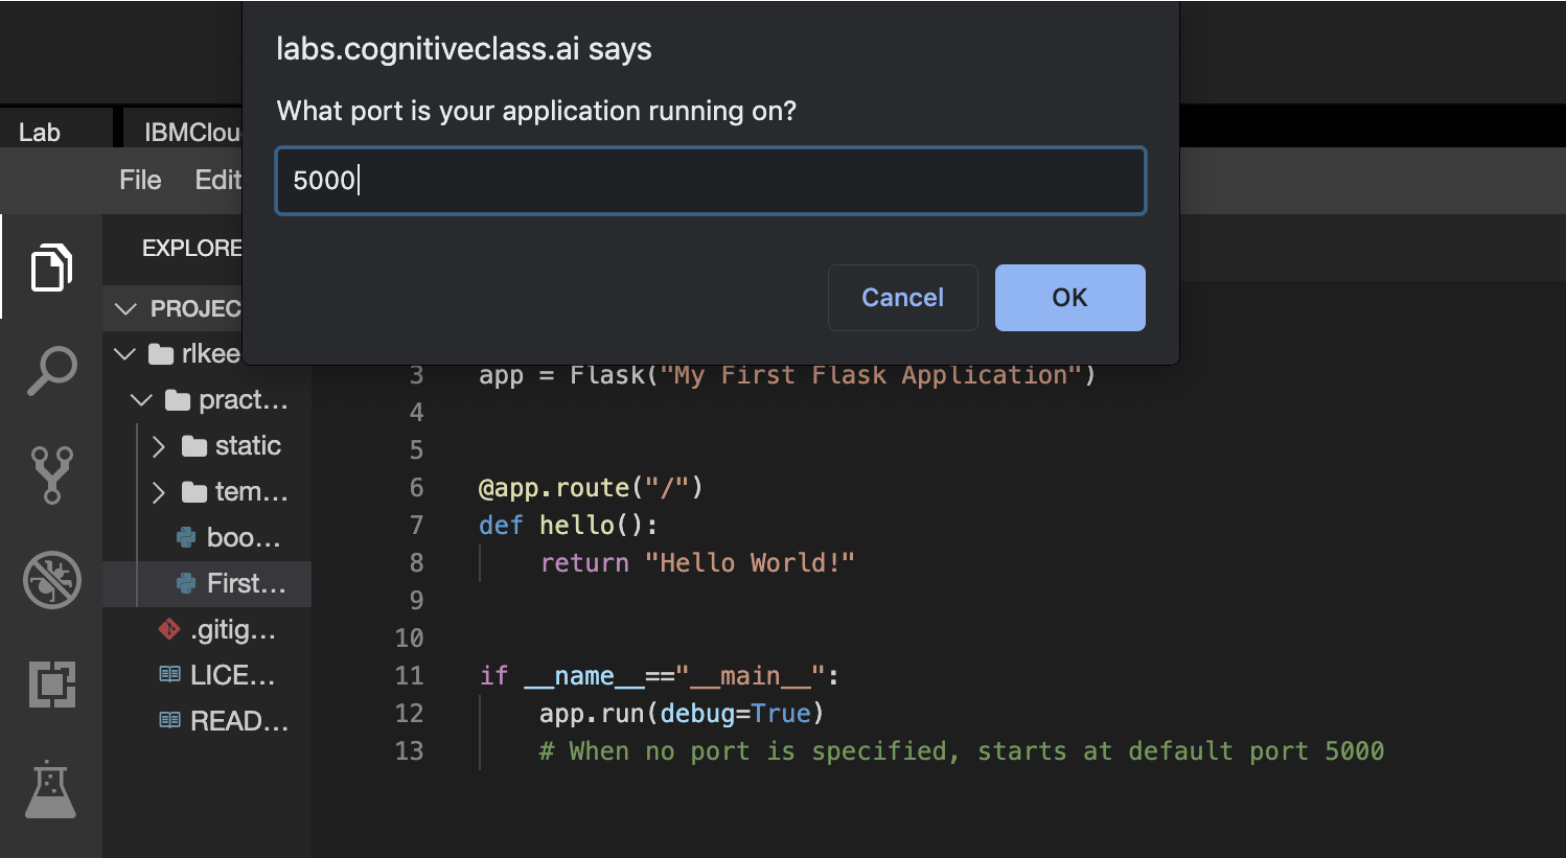 labs.cognitiveclass.ai says
What port is your application running on?
5000
Cancel
OK
Lab
IBMClou
File Edit
EXPLORE
PROJEC
rlkee
pract...
static
tem...
boo...
First...
.gitig...
LICE...
READ...
3 app = Flask("My First Flask Application")
4
5
6 @app.route("/")
7 def hello():
8 return "Hello World!"
9
10
11 if __name__=="__main__":
12 app.run(debug=True)
13 # When no port is specified, starts at default port 5000